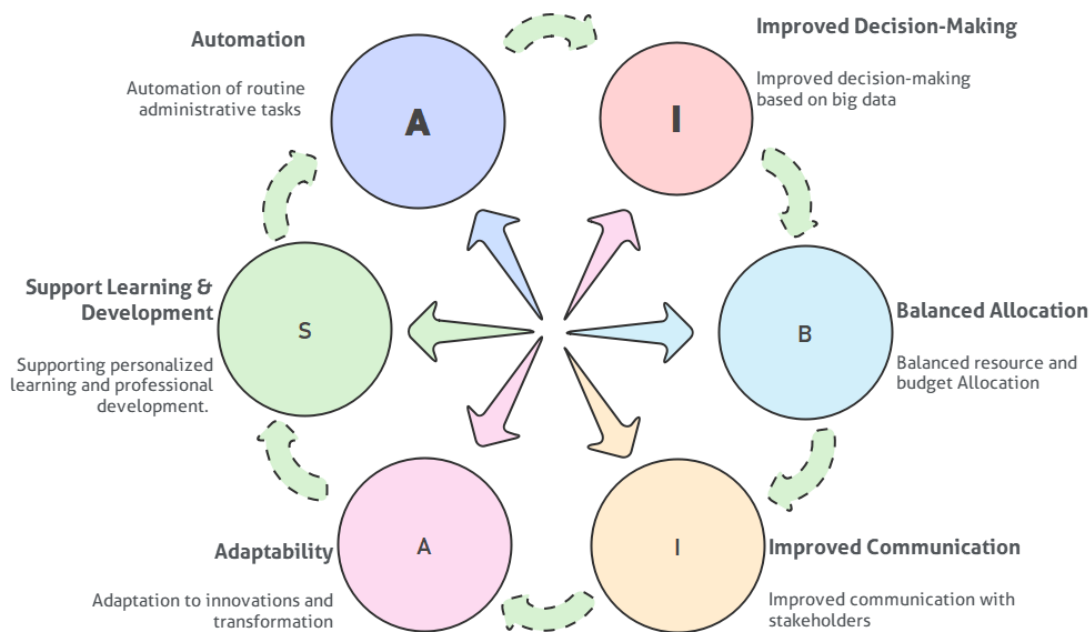 Automation
Automation of routine
administrative tasks
A
Improved Decision-Making
Improved decision-making
based on big data
I
Balanced Allocation
Balanced resource and
budget Allocation
B
Improved Communication
Improved communication with
stakeholders
I
Adaptability
Adaptation to innovations and
transformation
A
Support Learning &
Development
Supporting personalized
learning and professional
development.
S